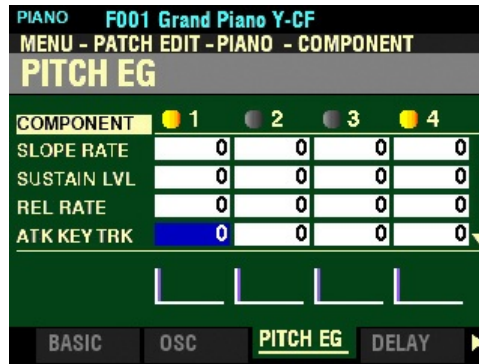 PIANO F001 Grand Piano Y-CF
MENU - PATCH EDIT - PIANO - COMPONENT
PITCH EG
COMPONENT 1 2 3 4
SLOPE RATE 0 0 0 0
SUSTAIN LVL 0 0 0 0
REL RATE 0 0 0 0
ATK KEY TRK 0 0 0 0
BASIC OSC PITCH EG DELAY